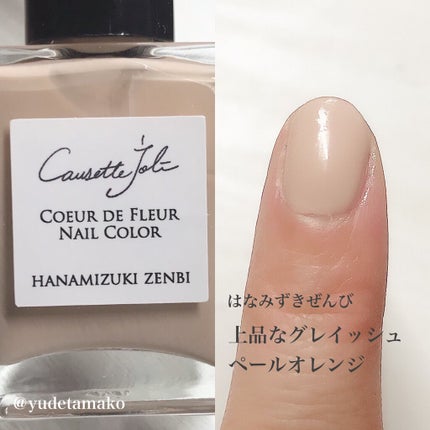 Causette Joli
COEUR DE FLEUR
NAIL COLOR
HANAMIZUKI ZENBI
はなみずきぜんび
上品なグレイッシュ
ペールオレンジ
@yudetamako